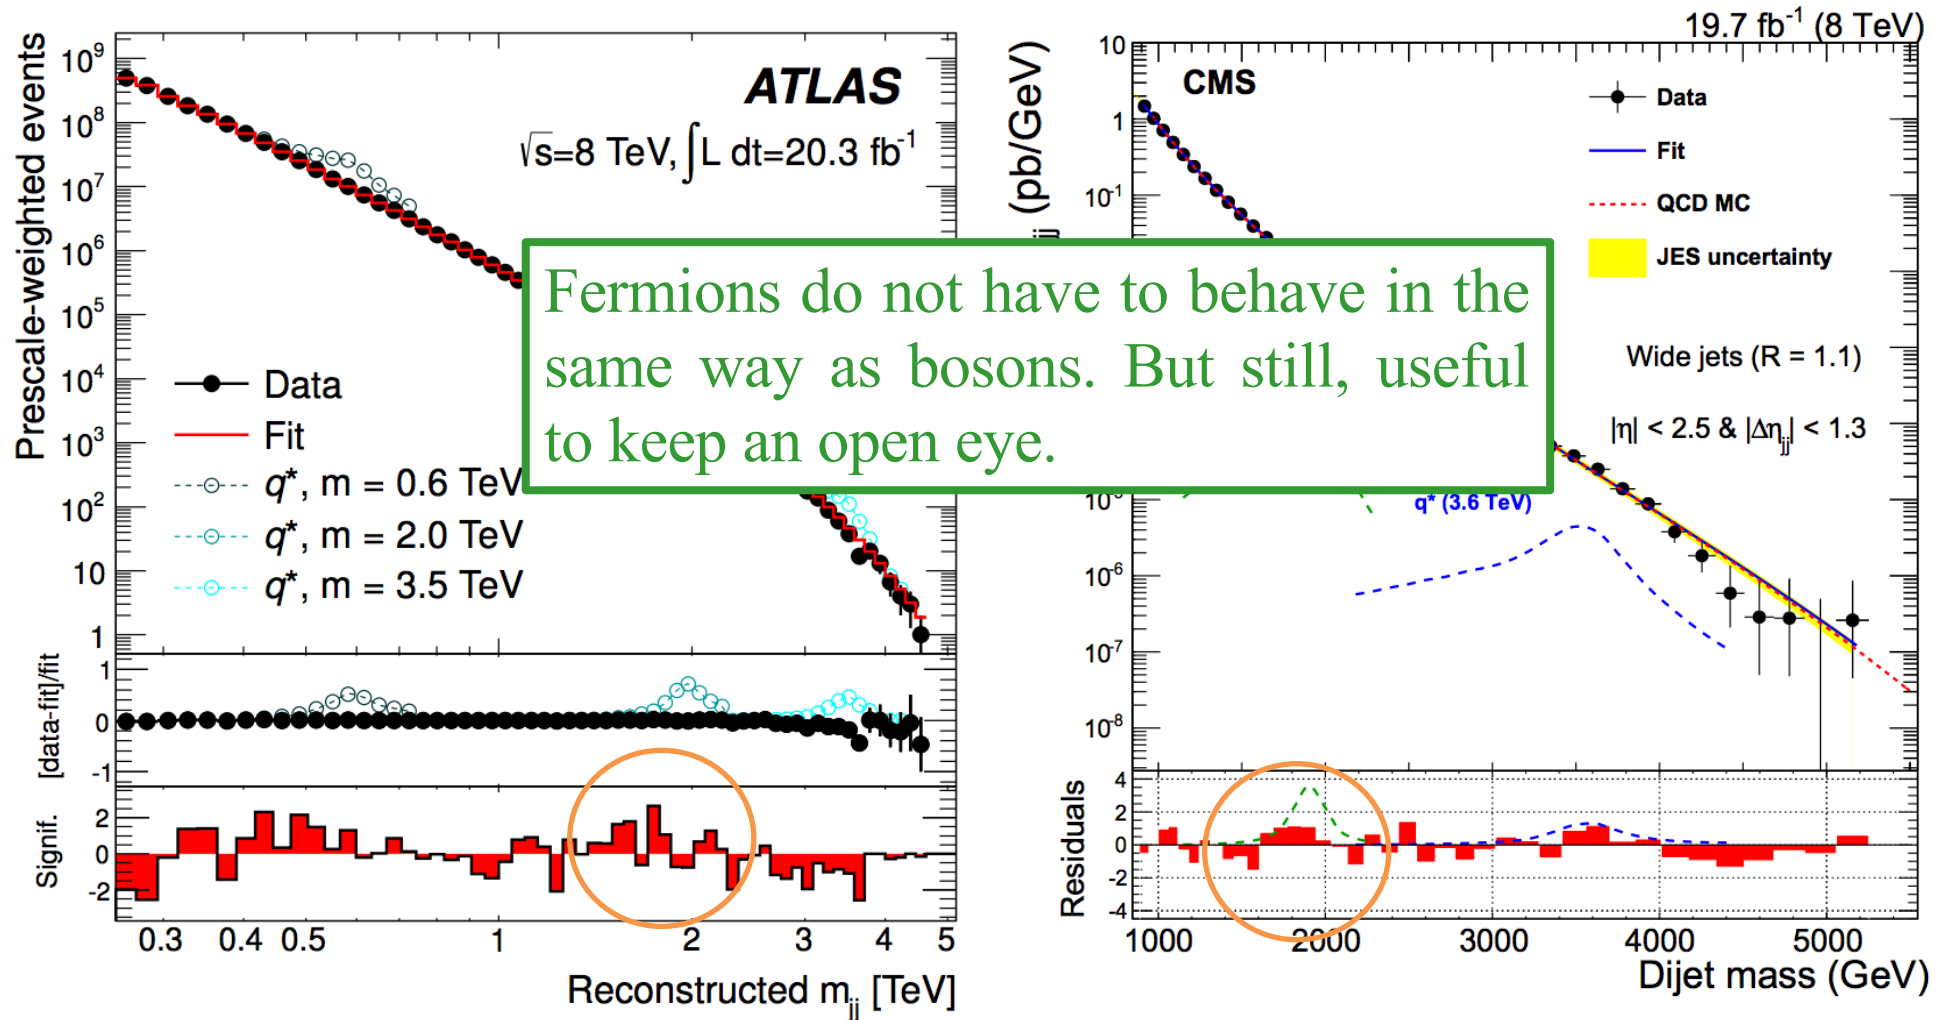 Prescale-weighted events
10⁹
10⁸
10⁷
10⁶
10⁵
10⁴
10³
10²
10
1
ATLAS
√s=8 TeV, ∫L dt=20.3 fb⁻¹
Data
Fit
q*, m = 0.6 TeV
q*, m = 2.0 TeV
q*, m = 3.5 TeV
[data-fit]/fit
1
0
-1
Signif.
2
0
-2
0.3 0.4 0.5 1 2 3 4 5
Reconstructed mjj [TeV]
19.7 fb⁻¹ (8 TeV)
jj (pb/GeV)
10
1
10⁻¹
10⁻⁶
10⁻⁷
10⁻⁸
CMS
Data
Fit
QCD MC
JES uncertainty
Wide jets (R = 1.1)
|η| < 2.5 & |Δηjj| < 1.3
q* (3.6 TeV)
Fermions do not have to behave in the
same way as bosons. But still, useful
to keep an open eye.
Residuals
4
2
0
-2
-4
1000 2000 3000 4000 5000
Dijet mass (GeV)